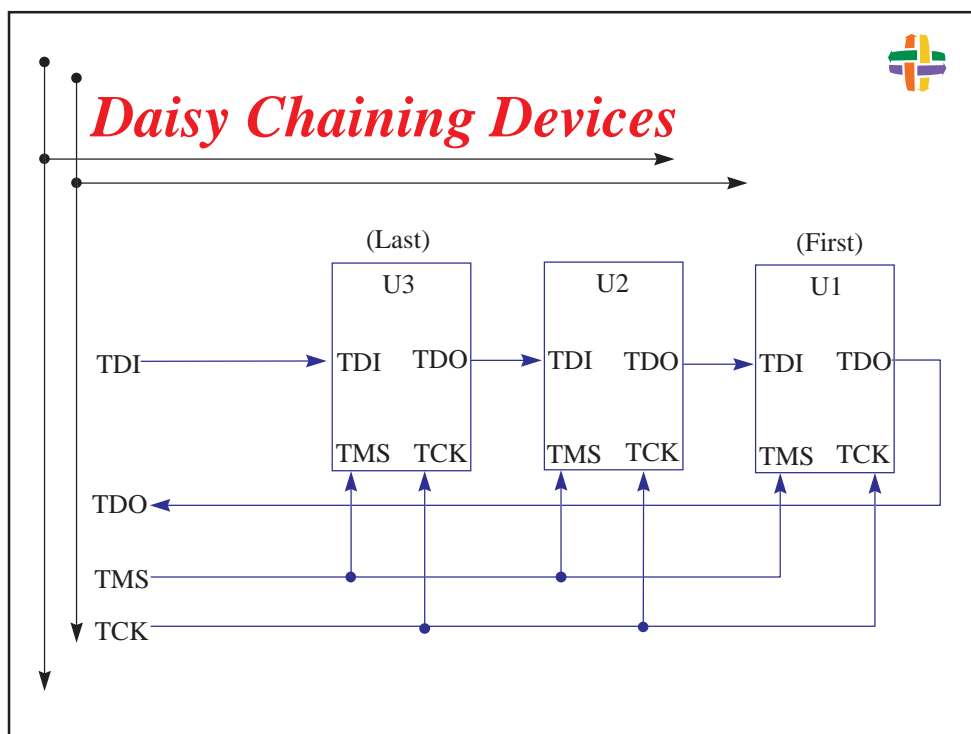 Daisy Chaining Devices
(Last)
(First)
U3
U2
U1
TDI
TDI
TDO
TDI
TDO
TDI
TDO
TMS
TCK
TMS
TCK
TMS
TCK
TDO
TMS
TCK